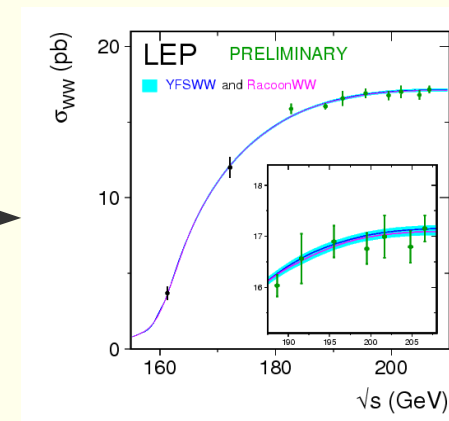 LEP PRELIMINARY
YFSWW and RacoonWW
σWW (pb)
20
10
0
160 180 200
√s (GeV)
18
17
16
190 195 200 205